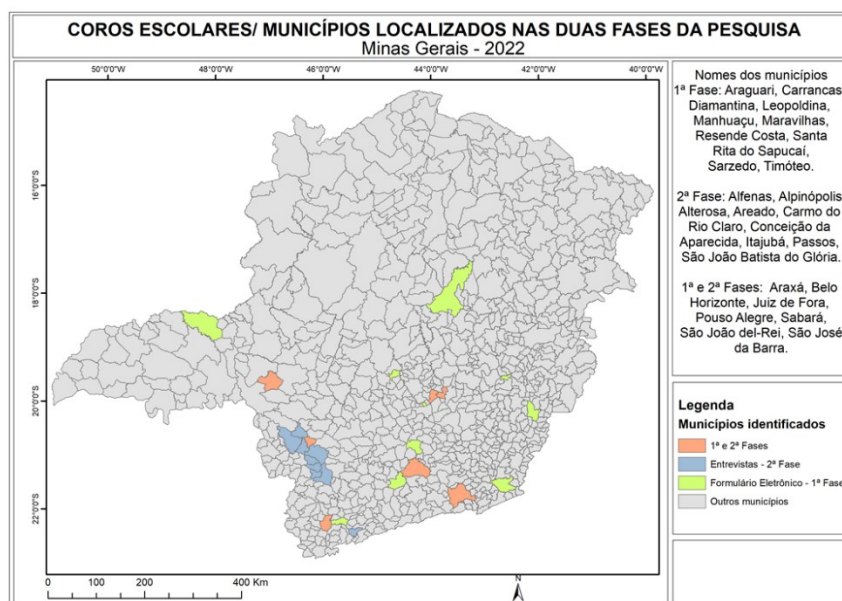 COROS ESCOLARES/ MUNICÍPIOS LOCALIZADOS NAS DUAS FASES DA PESQUISA
Minas Gerais - 2022
50°0'0"W 48°0'0"W 46°0'0"W 44°0'0"W 42°0'0"W 40°0'0"W
16°0'0"S
18°0'0"S
20°0'0"S
22°0'0"S
0 50 100 200 300 400 Km
N
Nomes dos municípios
1ª Fase: Araguari, Carrancas
Diamantina, Leopoldina,
Manhuaçu, Maravilhas,
Resende Costa, Santa
Rita do Sapucaí,
Sarzedo, Timóteo.
2ª Fase: Alfenas, Alpinópolis
Alterosa, Areado, Carmo do
Rio Claro, Conceição da
Aparecida, Itajubá, Passos,
São João Batista do Glória.
1ª e 2ª Fases: Araxá, Belo
Horizonte, Juiz de Fora,
Pouso Alegre, Sabará,
São João del-Rei, São José
da Barra.
Legenda
Municípios identificados
1ª e 2ª Fases
Entrevistas - 2ª Fase
Formulário Eletrônico - 1ª Fase
Outros municípios